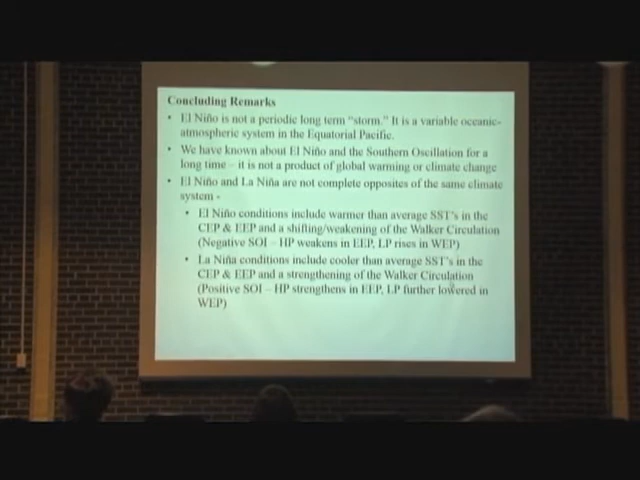 Concluding Remarks
• El Niño is not a periodic long term "storm." It is a variable oceanic-
atmospheric system in the Equatorial Pacific.
• We have known about El Niño and the Southern Oscillation for a
long time – it is not a product of global warming or climate change
• El Niño and La Niña are not complete opposites of the same climate
system -
• El Niño conditions include warmer than average SST's in the
CEP & EEP and a shifting/weakening of the Walker Circulation
(Negative SOI – HP weakens in EEP, LP rises in WEP)
• La Niña conditions include cooler than average SST's in the
CEP & EEP and a strengthening of the Walker Circulation
(Positive SOI – HP strengthens in EEP, LP further lowered in
WEP)